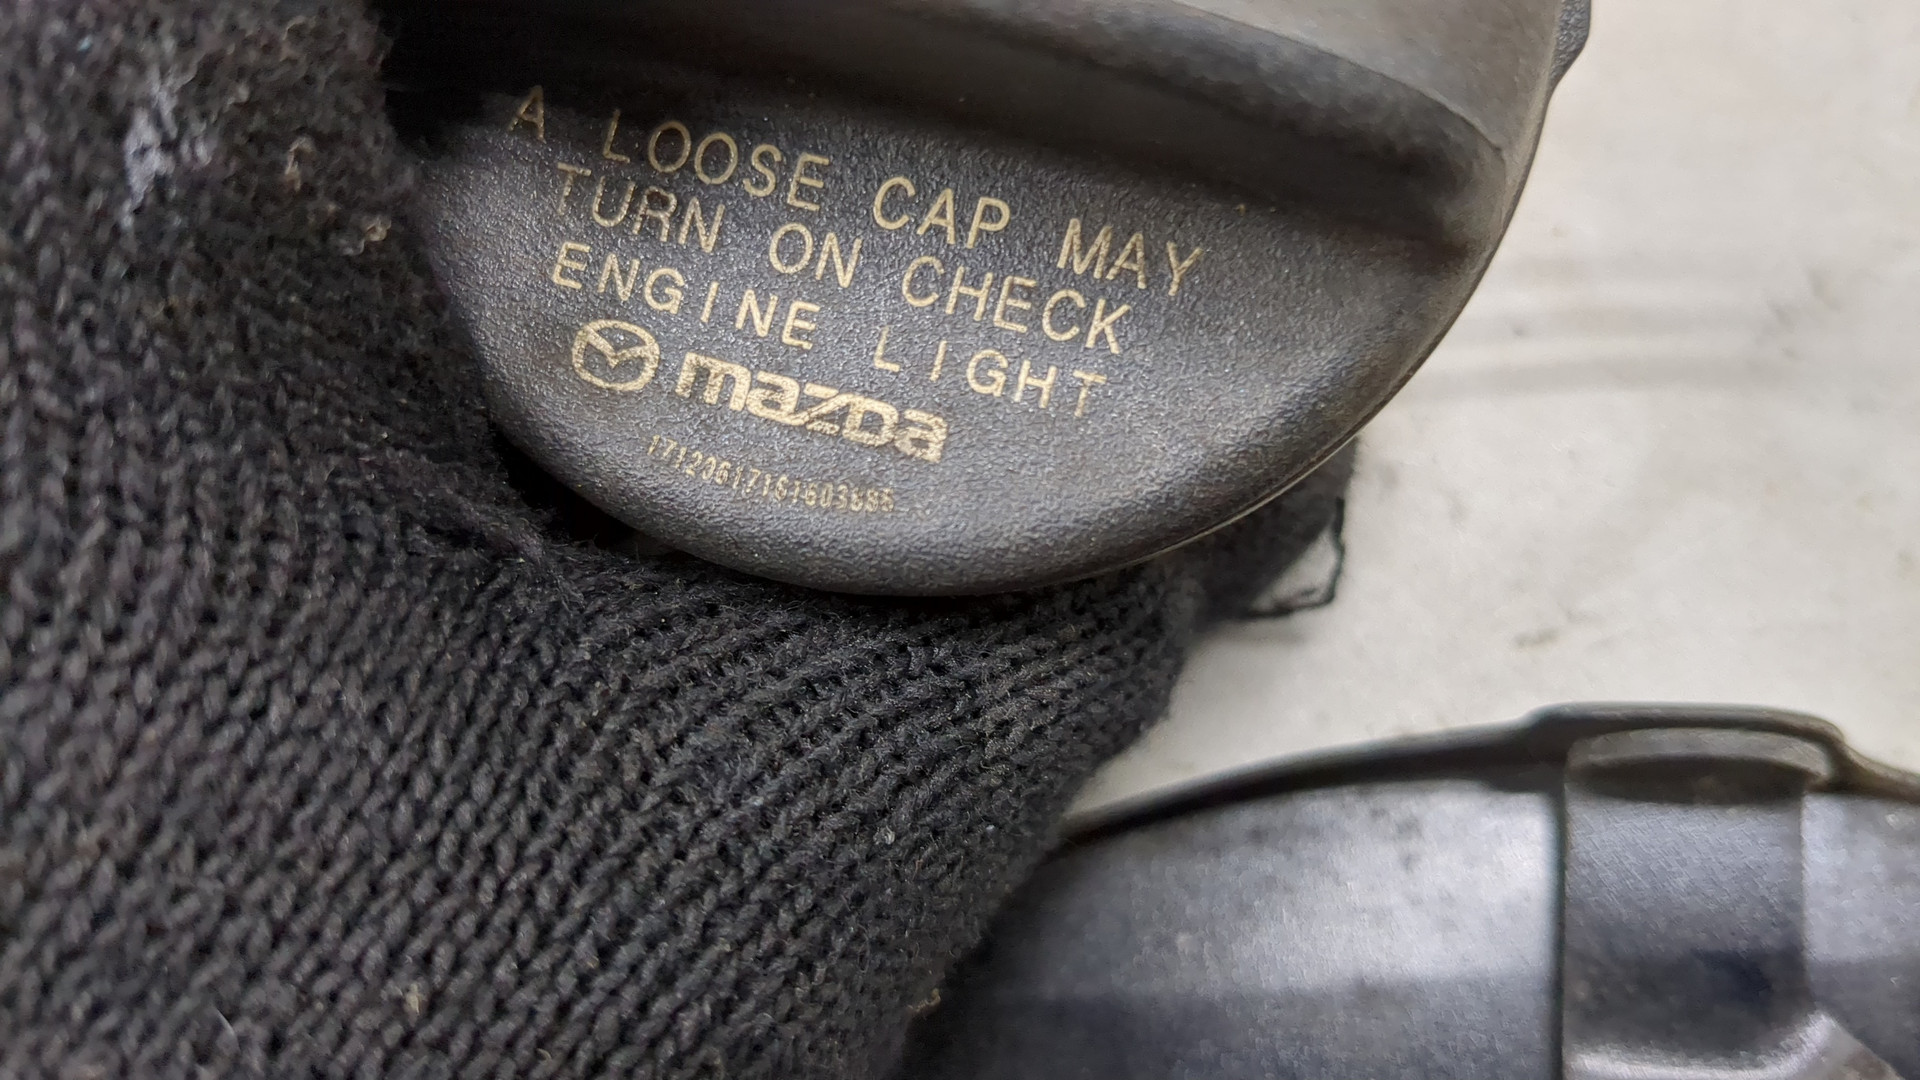 A LOOSE CAP MAY
TURN ON CHECK
ENGINE LIGHT
mazda